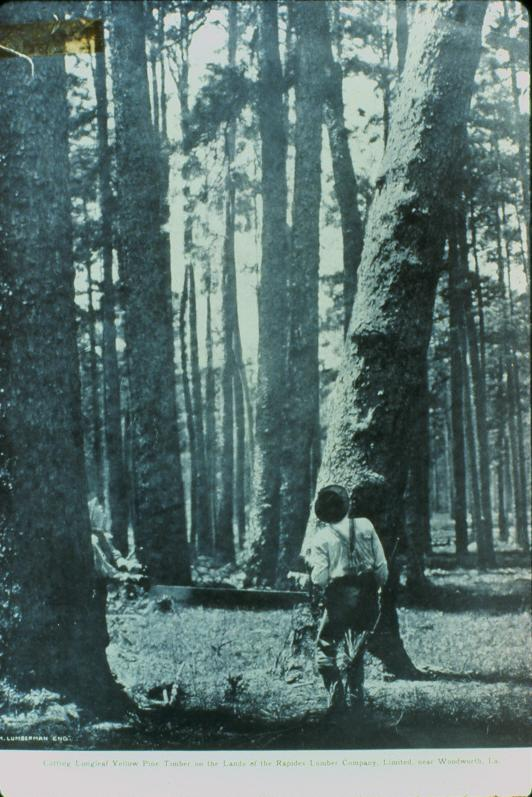 M. LUMBERMAN ENG.
Cutting Longleaf Yellow Pine Timber on the Lands of the Rapides Lumber Company, Limited, near Woodworth, La.